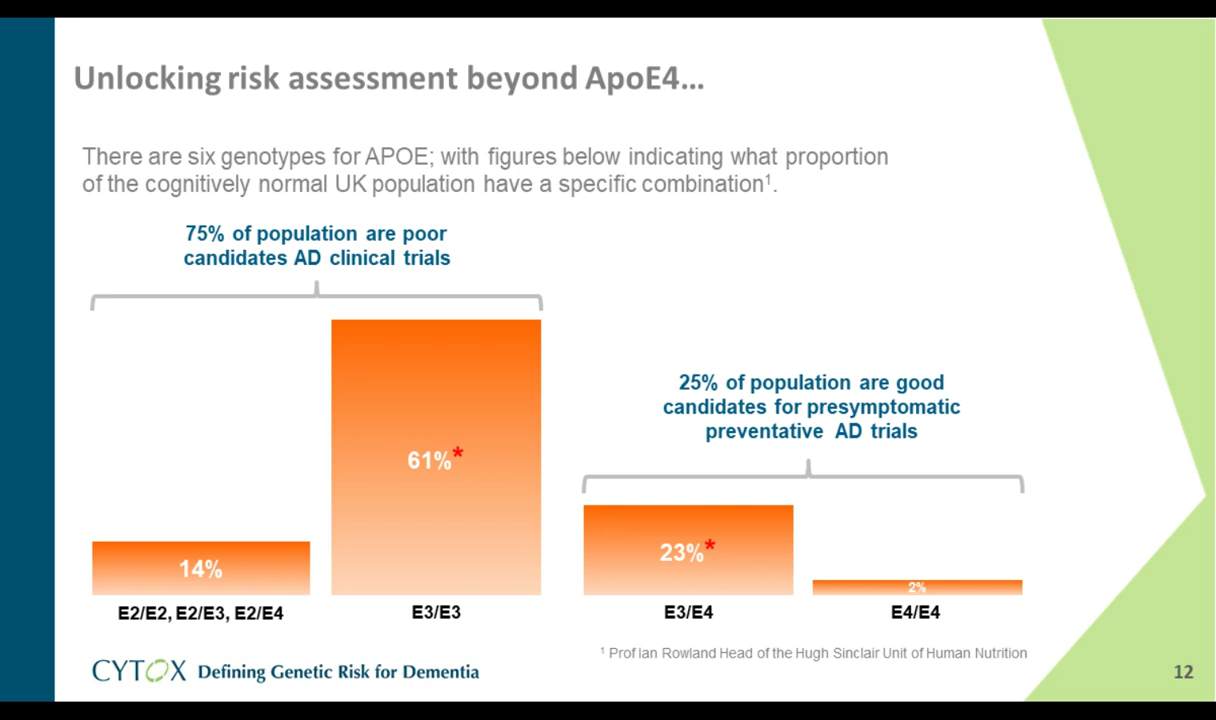 Unlocking risk assessment beyond ApoE4…
There are six genotypes for APOE; with figures below indicating what proportion
of the cognitively normal UK population have a specific combination¹.
75% of population are poor
candidates AD clinical trials
25% of population are good
candidates for presymptomatic
preventative AD trials
61%*
23%*
14%
2%
E2/E2, E2/E3, E2/E4
E3/E3
E3/E4
E4/E4
¹ Prof Ian Rowland Head of the Hugh Sinclair Unit of Human Nutrition
CYTOX Defining Genetic Risk for Dementia
12